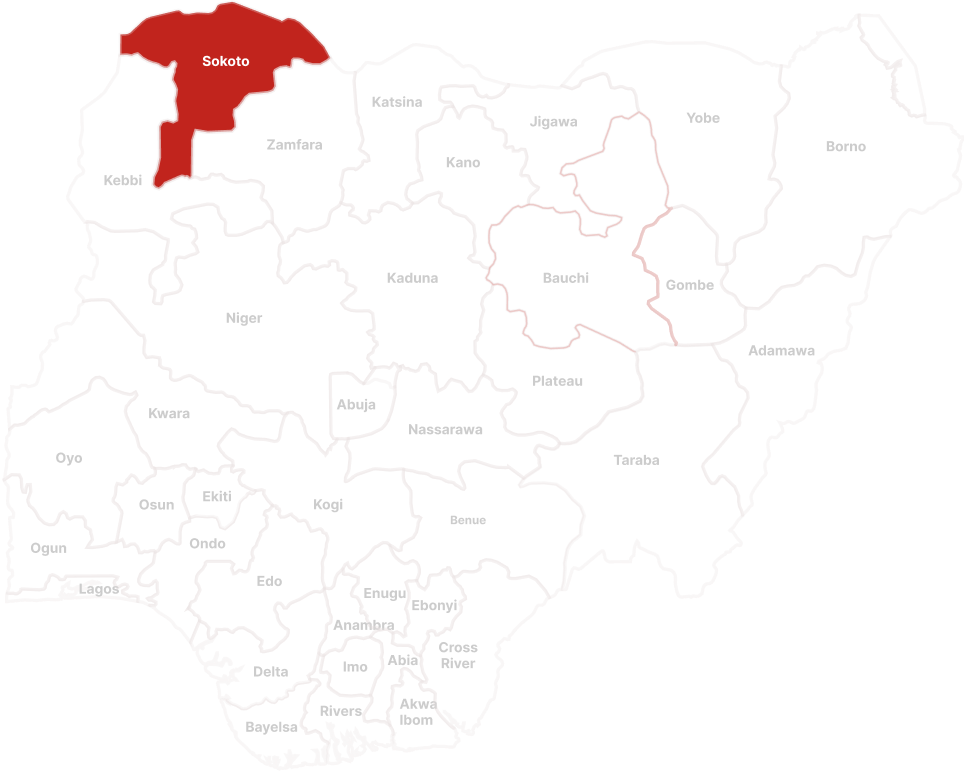 Sokoto
Katsina
Jigawa
Yobe
Zamfara
Kano
Borno
Kebbi
Kaduna
Bauchi
Gombe
Niger
Adamawa
Plateau
Abuja
Kwara
Nassarawa
Oyo
Taraba
Ekiti
Osun
Kogi
Benue
Ogun
Ondo
Edo
Lagos
Enugu
Ebonyi
Anambra
Cross
River
Abia
Imo
Delta
Akwa
Ibom
Rivers
Bayelsa